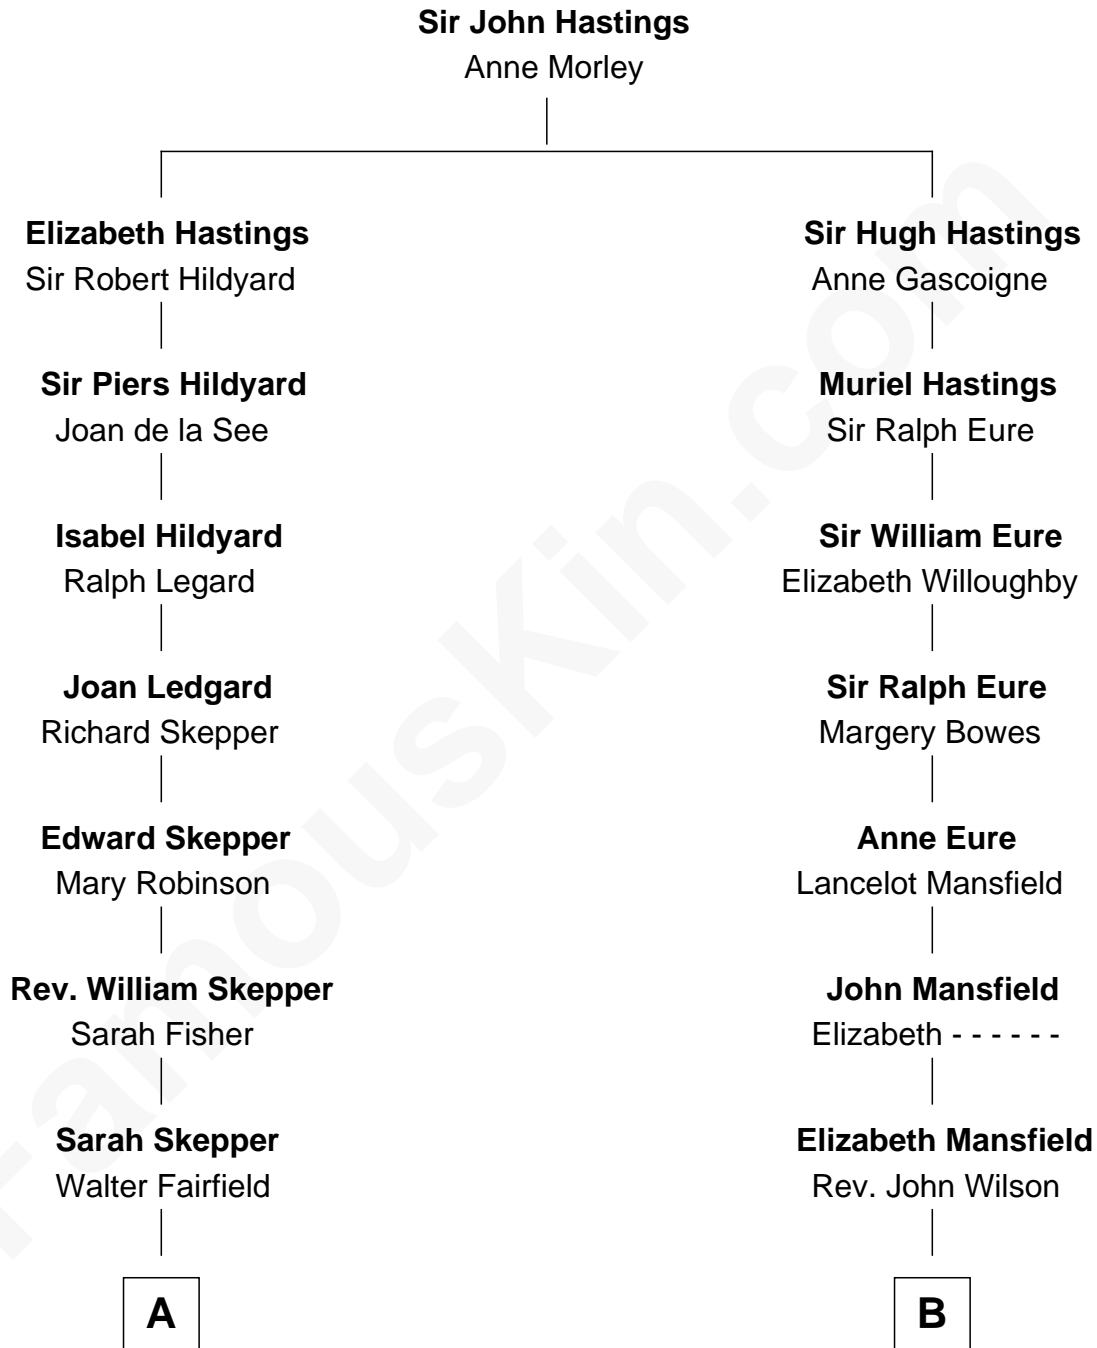 Sir John Hastings
Anne Morley
Elizabeth Hastings
Sir Robert Hildyard
Sir Piers Hildyard
Joan de la See
Isabel Hildyard
Ralph Legard
Joan Ledgard
Richard Skepper
Edward Skepper
Mary Robinson
Rev. William Skepper
Sarah Fisher
Sarah Skepper
Walter Fairfield
A
Sir Hugh Hastings
Anne Gascoigne
Muriel Hastings
Sir Ralph Eure
Sir William Eure
Elizabeth Willoughby
Sir Ralph Eure
Margery Bowes
Anne Eure
Lancelot Mansfield
John Mansfield
Elizabeth - - - - - -
Elizabeth Mansfield
Rev. John Wilson
B
FamousKin.com